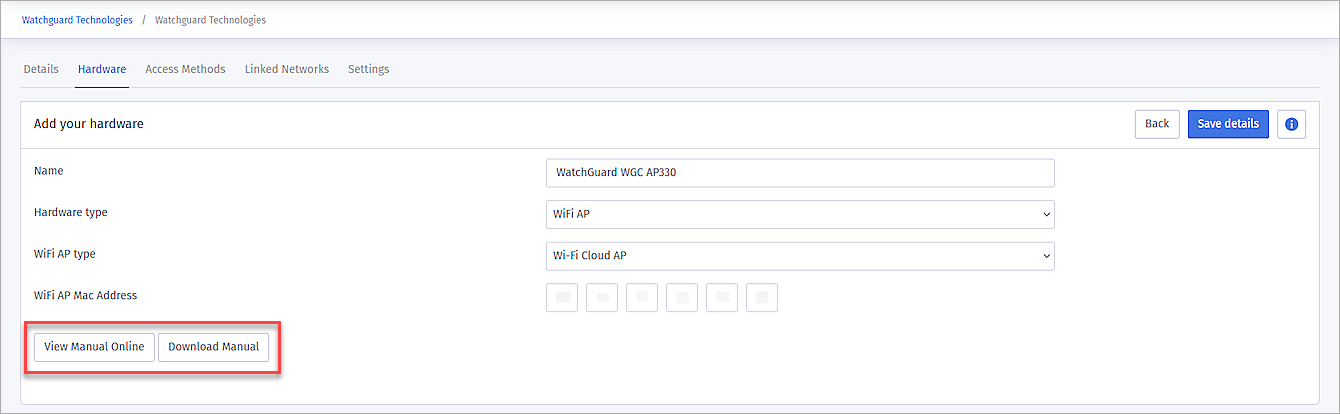 Watchguard Technologies / Watchguard Technologies
Details Hardware Access Methods Linked Networks Settings
Add your hardware Back Save details
Name WatchGuard WGC AP330
Hardware type WiFi AP
WiFi AP type Wi-Fi Cloud AP
WiFi AP Mac Address
View Manual Online Download Manual